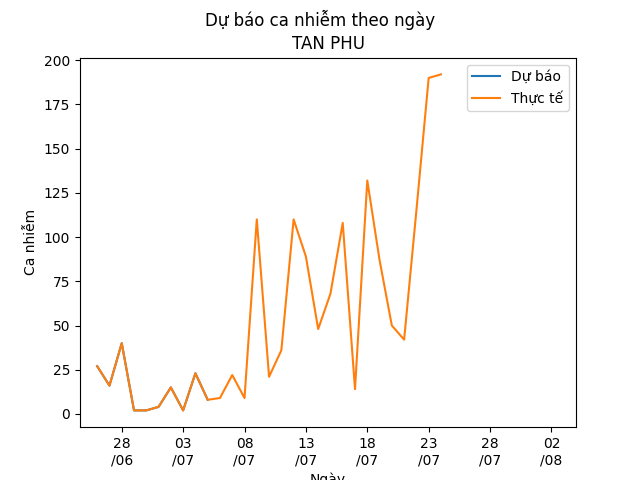 Dự báo ca nhiễm theo ngày
TAN PHU
Dự báo
Thực tế
Ca nhiễm
200
175
150
125
100
75
50
25
0
28 03 08 13 18 23 28 02
/06 /07 /07 /07 /07 /07 /07 /08
Ngày